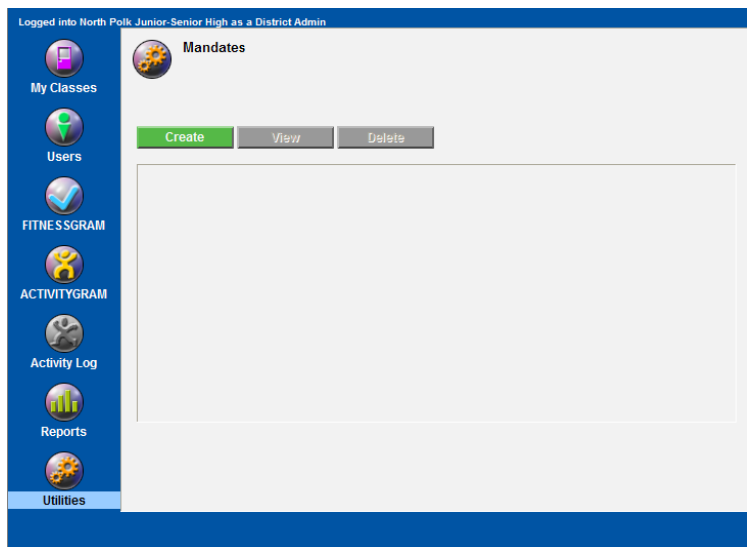 Logged into North Polk Junior-Senior High as a District Admin
Mandates
My Classes
Users
FITNESSGRAM
ACTIVITYGRAM
Activity Log
Reports
Utilities
Create View Delete